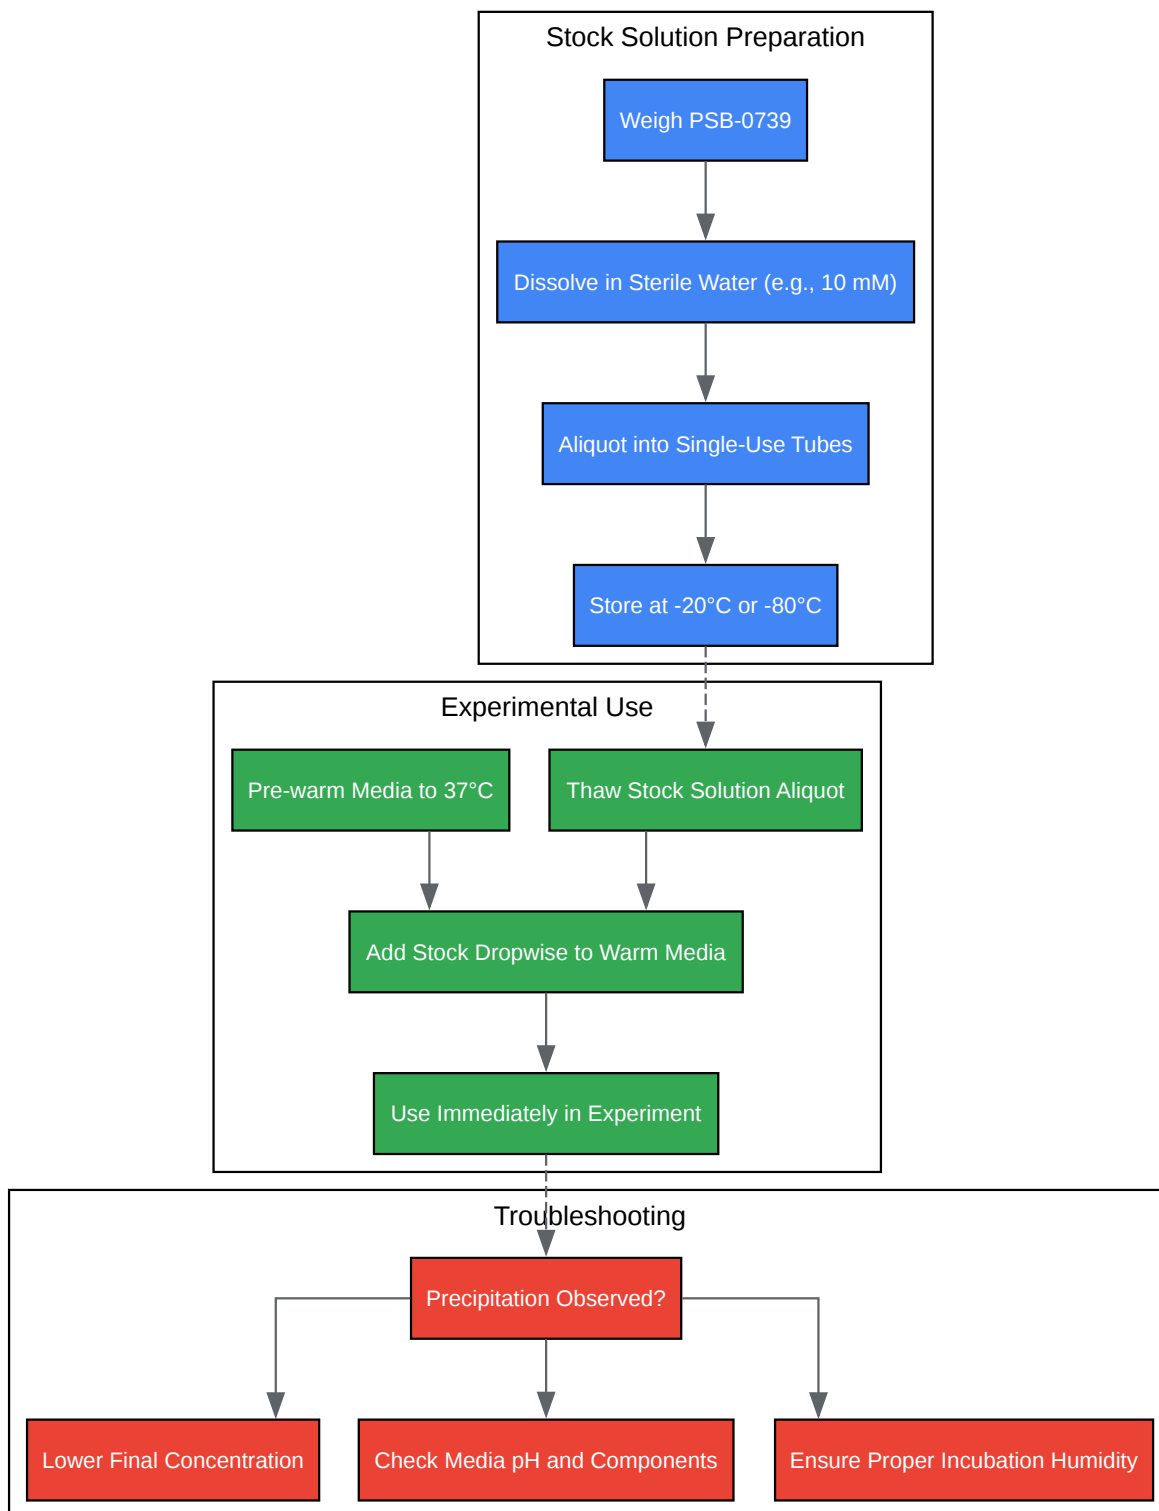 Stock Solution Preparation
Weigh PSB-0739
Dissolve in Sterile Water (e.g., 10 mM)
Aliquot into Single-Use Tubes
Store at -20°C or -80°C
Experimental Use
Pre-warm Media to 37°C
Thaw Stock Solution Aliquot
Add Stock Dropwise to Warm Media
Use Immediately in Experiment
Troubleshooting
Precipitation Observed?
Lower Final Concentration
Check Media pH and Components
Ensure Proper Incubation Humidity